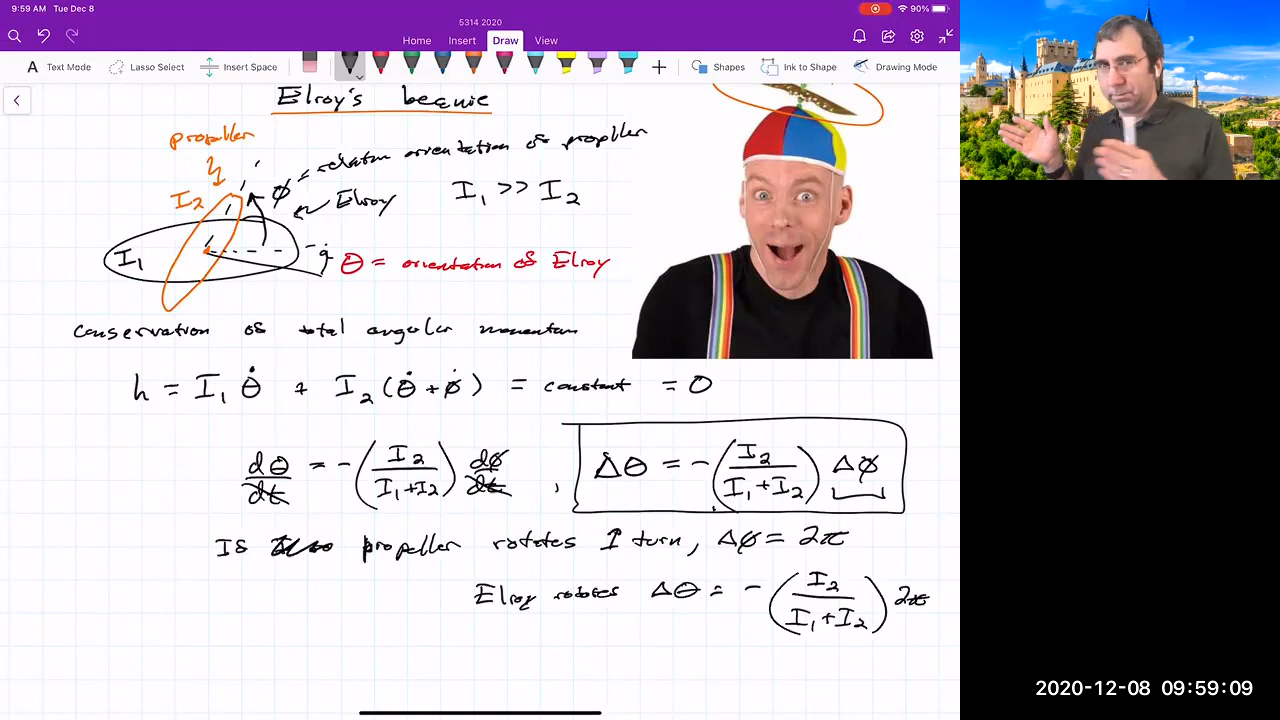 9:59 AM Tue Dec 8
90%
5314 2020
Home Insert Draw View
Text Mode Lasso Select Insert Space Shapes Ink to Shape Drawing Mode
Elroy's beanie
propeller
ϕ = relative orientation of propeller
I₂
Elroy
I₁ >> I₂
I₁
θ = orientation of Elroy
conservation of total angular momentum
h = I₁ θ̇ + I₂ (θ̇ + ϕ̇) = constant = 0
dθ/dt = -(I₂/(I₁+I₂)) dϕ/dt , Δθ = -(I₂/(I₁+I₂)) Δϕ
If propeller rotates 1 turn, Δϕ = 2π
Elroy rotates Δθ = -(I₂/(I₁+I₂)) 2π
2020-12-08 09:59:09